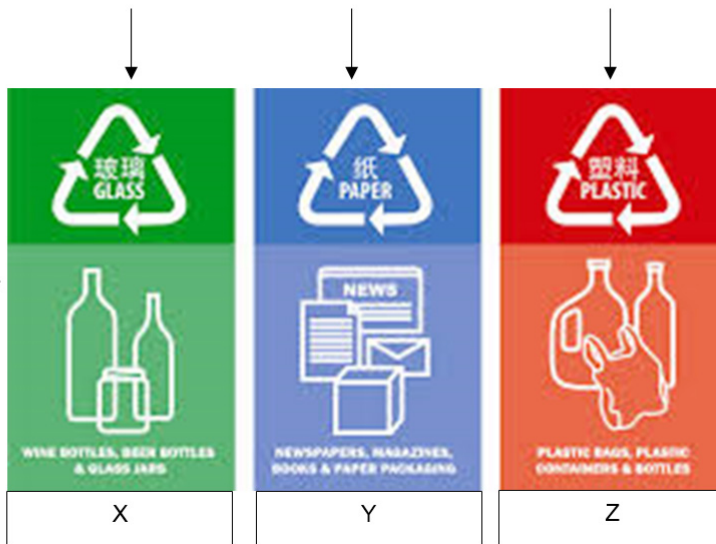 玻璃
GLASS
纸
PAPER
塑料
PLASTIC
NEWS
WINE BOTTLES, BEER BOTTLES
& GLASS JARS
NEWSPAPERS, MAGAZINES,
BOOKS & PAPER PACKAGING
PLASTIC BAGS, PLASTIC
CONTAINERS & BOTTLES
X
Y
Z